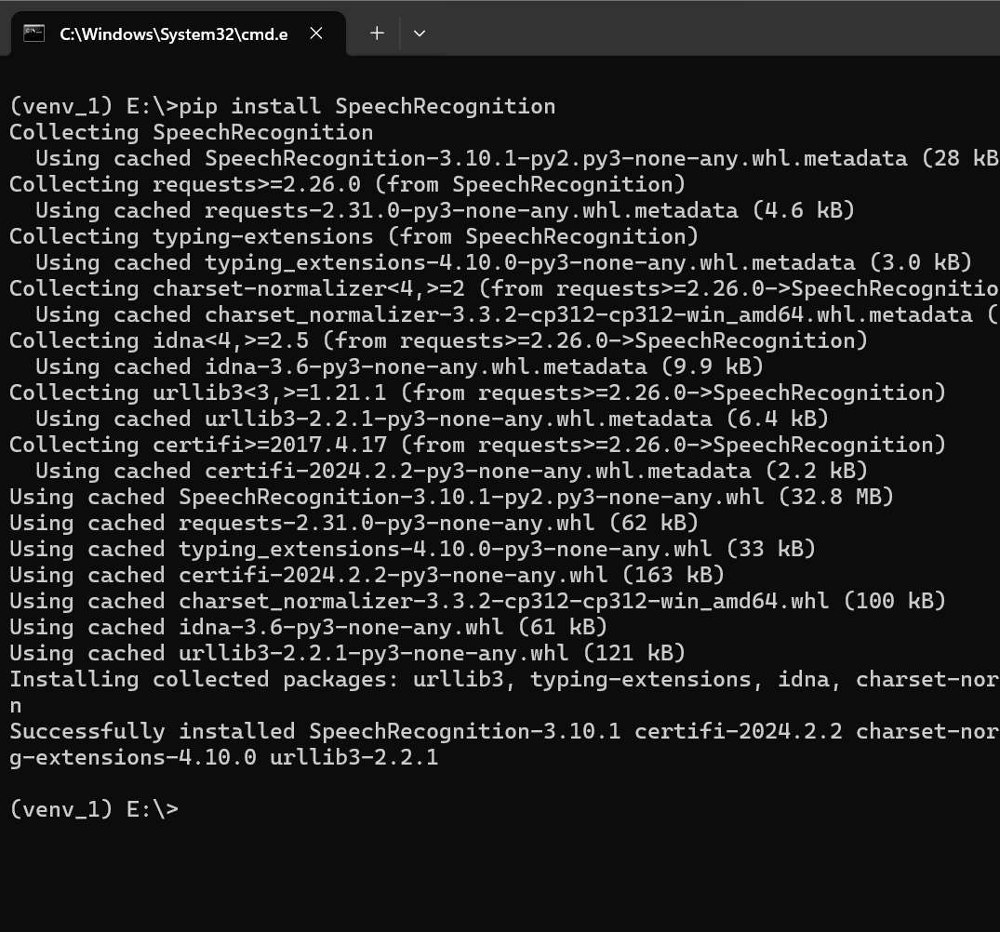 C:\Windows\System32\cmd.e
(venv_1) E:\>pip install SpeechRecognition
Collecting SpeechRecognition
  Using cached SpeechRecognition-3.10.1-py2.py3-none-any.whl.metadata (28 kB
Collecting requests>=2.26.0 (from SpeechRecognition)
  Using cached requests-2.31.0-py3-none-any.whl.metadata (4.6 kB)
Collecting typing-extensions (from SpeechRecognition)
  Using cached typing_extensions-4.10.0-py3-none-any.whl.metadata (3.0 kB)
Collecting charset-normalizer<4,>=2 (from requests>=2.26.0->SpeechRecognitio
  Using cached charset_normalizer-3.3.2-cp312-cp312-win_amd64.whl.metadata (
Collecting idna<4,>=2.5 (from requests>=2.26.0->SpeechRecognition)
  Using cached idna-3.6-py3-none-any.whl.metadata (9.9 kB)
Collecting urllib3<3,>=1.21.1 (from requests>=2.26.0->SpeechRecognition)
  Using cached urllib3-2.2.1-py3-none-any.whl.metadata (6.4 kB)
Collecting certifi>=2017.4.17 (from requests>=2.26.0->SpeechRecognition)
  Using cached certifi-2024.2.2-py3-none-any.whl.metadata (2.2 kB)
Using cached SpeechRecognition-3.10.1-py2.py3-none-any.whl (32.8 MB)
Using cached requests-2.31.0-py3-none-any.whl (62 kB)
Using cached typing_extensions-4.10.0-py3-none-any.whl (33 kB)
Using cached certifi-2024.2.2-py3-none-any.whl (163 kB)
Using cached charset_normalizer-3.3.2-cp312-cp312-win_amd64.whl (100 kB)
Using cached idna-3.6-py3-none-any.whl (61 kB)
Using cached urllib3-2.2.1-py3-none-any.whl (121 kB)
Installing collected packages: urllib3, typing-extensions, idna, charset-nor
n
Successfully installed SpeechRecognition-3.10.1 certifi-2024.2.2 charset-nor
g-extensions-4.10.0 urllib3-2.2.1
(venv_1) E:\>